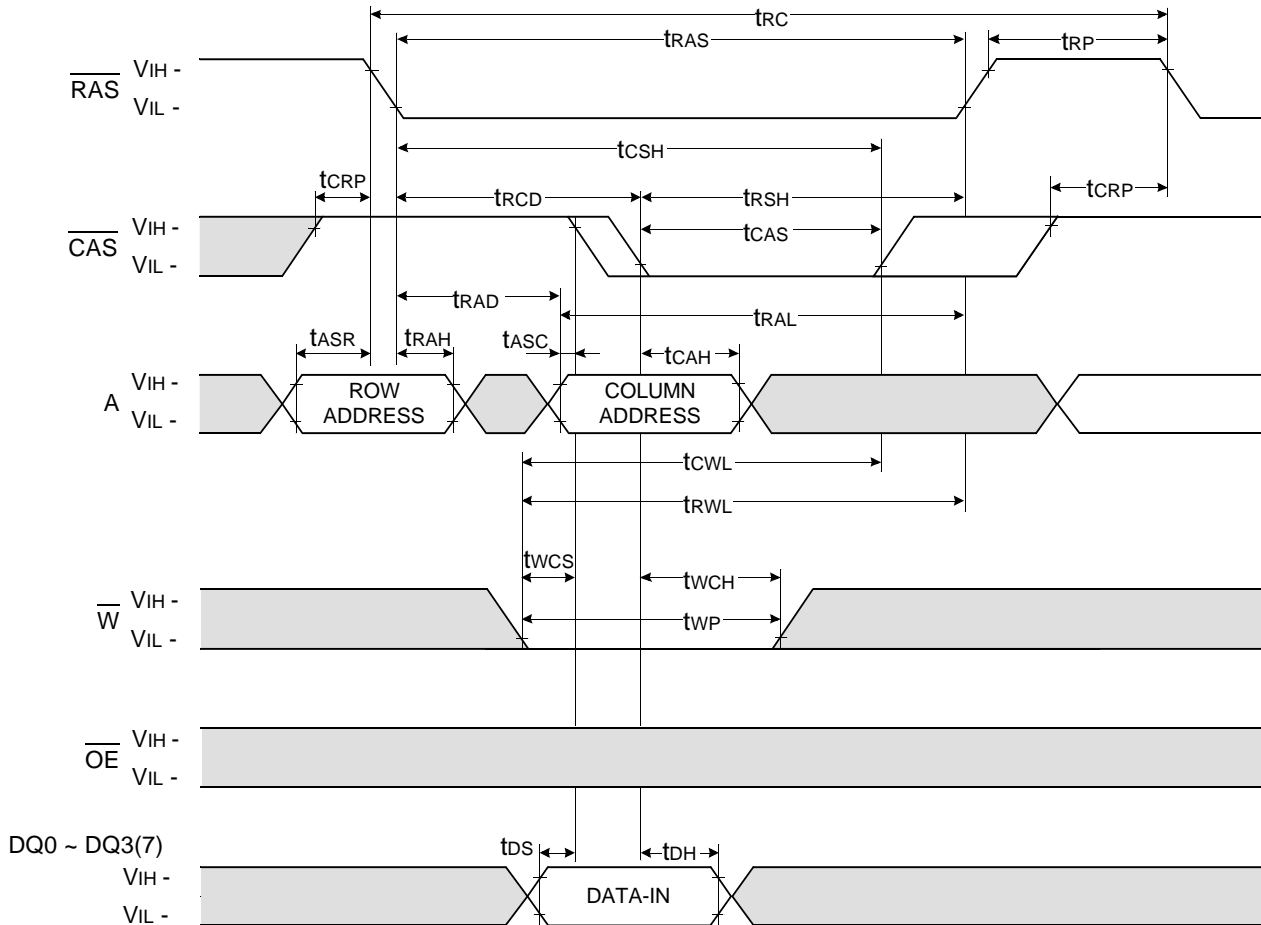 tRC
tRAS
tRP
RAS
VIH -
VIL -
tCSH
tCRP
tRCD
tRSH
tCRP
CAS
VIH -
VIL -
tCAS
tRAD
tRAL
tASR
tRAH
tASC
tCAH
A
VIH -
VIL -
ROW
ADDRESS
COLUMN
ADDRESS
tCWL
tRWL
tWCS
tWCH
W
VIH -
VIL -
tWP
OE
VIH -
VIL -
DQ0 ~ DQ3(7)
tDS
tDH
VIH -
VIL -
DATA-IN